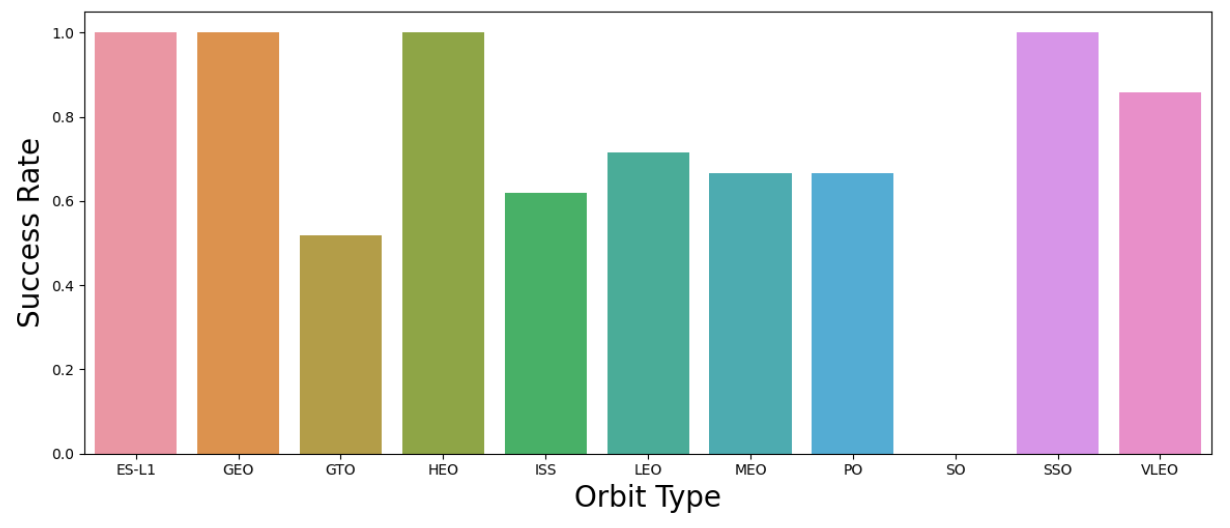 Success Rate
1.0
0.8
0.6
0.4
0.2
0.0
ES-L1 GEO GTO HEO ISS LEO MEO PO SO SSO VLEO
Orbit Type